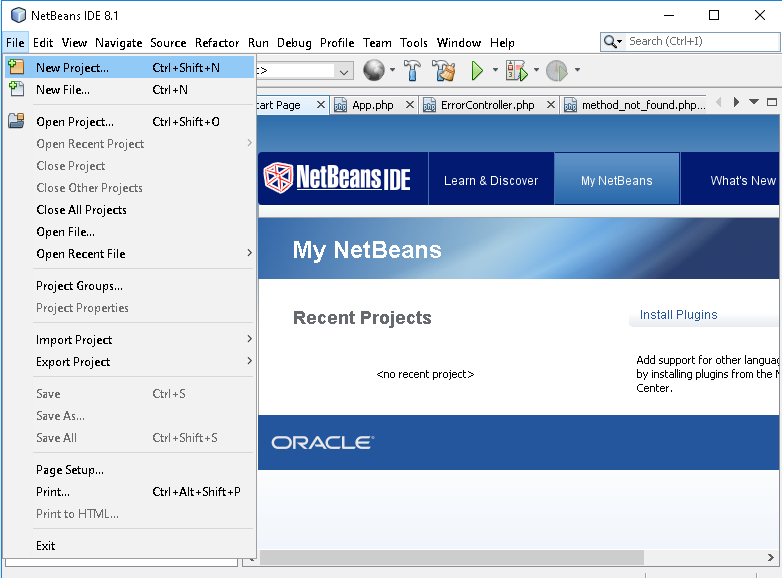 NetBeans IDE 8.1
File Edit View Navigate Source Refactor Run Debug Profile Team Tools Window Help
Search (Ctrl+I)
New Project... Ctrl+Shift+N
New File... Ctrl+N
Open Project... Ctrl+Shift+O
Open Recent Project
Close Project
Close Other Projects
Close All Projects
Open File...
Open Recent File
Project Groups...
Project Properties
Import Project
Export Project
Save Ctrl+S
Save As...
Save All Ctrl+Shift+S
Page Setup...
Print... Ctrl+Alt+Shift+P
Print to HTML...
Exit
:>
tart Page App.php ErrorController.php method_not_found.php...
NetBeans IDE Learn & Discover My NetBeans What's New
My NetBeans
Recent Projects
<no recent project>
Install Plugins
Add support for other languag
by installing plugins from the N
Center.
ORACLE